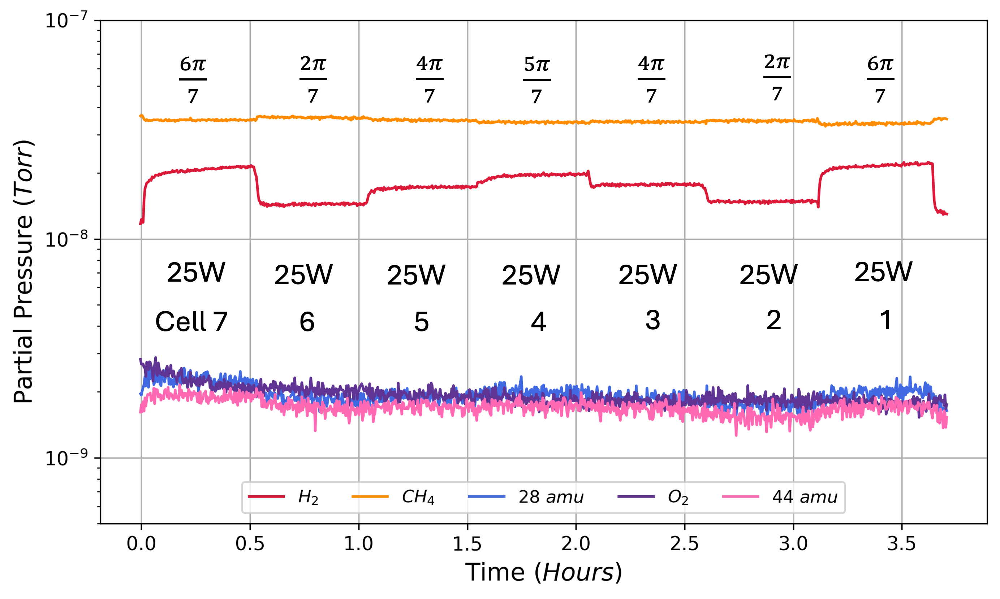 10⁻⁷
6π/7 2π/7 4π/7 5π/7 4π/7 2π/7 6π/7
Partial Pressure (Torr)
10⁻⁸
25W 25W 25W 25W 25W 25W 25W
Cell 7 6 5 4 3 2 1
10⁻⁹
H₂ CH₄ 28 amu O₂ 44 amu
0.0 0.5 1.0 1.5 2.0 2.5 3.0 3.5
Time (Hours)